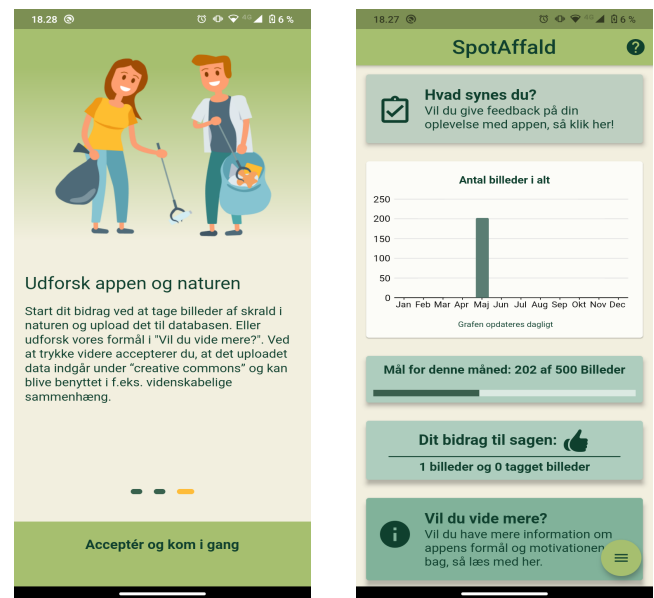 18.28
4G
6 %
Udforsk appen og naturen
Start dit bidrag ved at tage billeder af skrald i
naturen og upload det til databasen. Eller
udforsk vores formål i "Vil du vide mere?". Ved
at trykke videre accepterer du, at det uploadet
data indgår under “creative commons” og kan
blive benyttet i f.eks. videnskabelige
sammenhæng.
Acceptér og kom i gang
18.27
4G
6 %
SpotAffald
?
Hvad synes du?
Vil du give feedback på din
oplevelse med appen, så klik her!
Antal billeder i alt
250
200
150
100
50
0
Jan Feb Mar Apr Maj Jun Jul Aug Sep Okt Nov Dec
Grafen opdateres dagligt
Mål for denne måned: 202 af 500 Billeder
Dit bidrag til sagen:
1 billeder og 0 tagget billeder
Vil du vide mere?
Vil du have mere information om
appens formål og motivationen
bag, så læs med her.